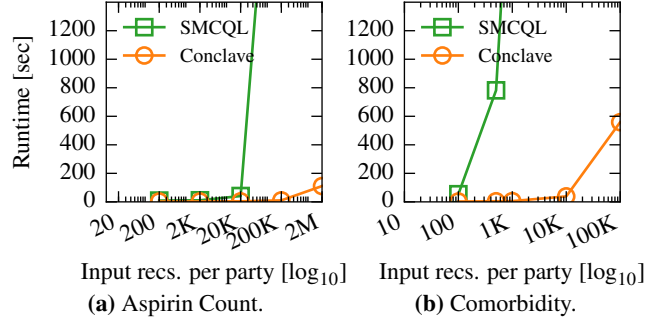 Runtime [sec]
1200
1000
800
600
400
200
0
SMCQL
Conclave
20
200
2K
20K
200K
2M
Input recs. per party [log10]
(a) Aspirin Count.
1200
1000
800
600
400
200
0
SMCQL
Conclave
10
100
1K
10K
100K
Input recs. per party [log10]
(b) Comorbidity.